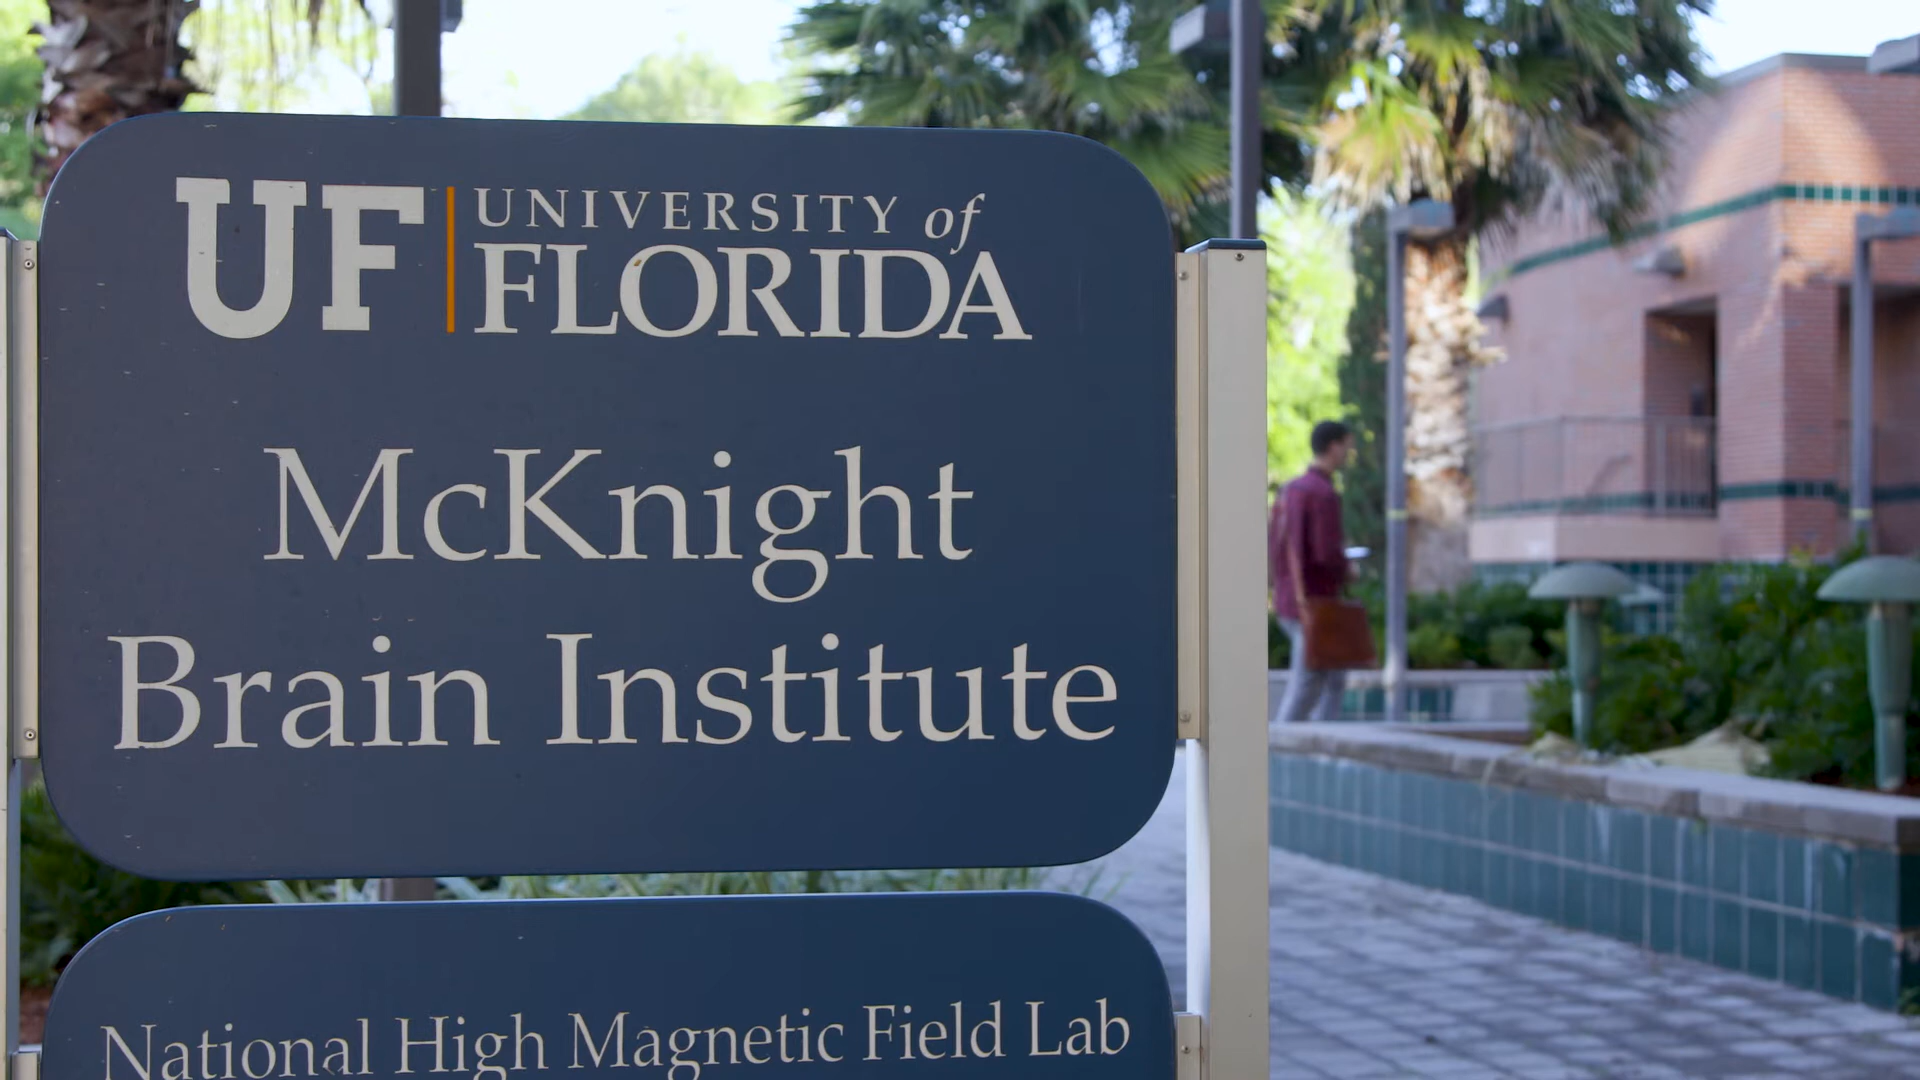 UF UNIVERSITY of
FLORIDA
McKnight
Brain Institute
National High Magnetic Field Lab